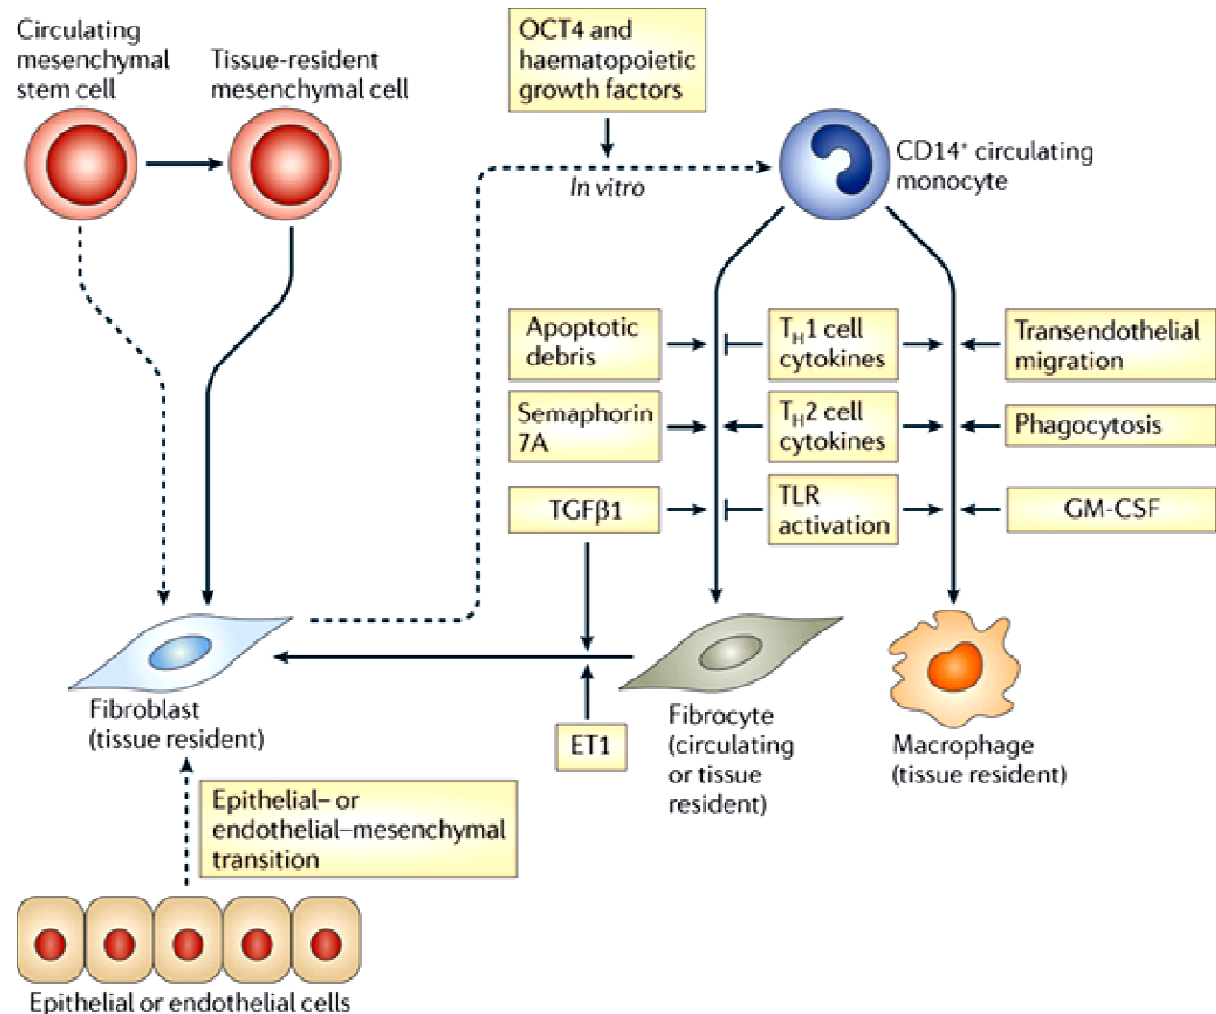 Circulating
mesenchymal
stem cell
Tissue-resident
mesenchymal cell
OCT4 and
haematopoietic
growth factors
In vitro
CD14⁺ circulating
monocyte
Apoptotic
debris
T_H1 cell
cytokines
Transendothelial
migration
Semaphorin
7A
T_H2 cell
cytokines
Phagocytosis
TGFβ1
TLR
activation
GM-CSF
Fibroblast
(tissue resident)
ET1
Fibrocyte
(circulating
or tissue
resident)
Macrophage
(tissue resident)
Epithelial– or
endothelial–mesenchymal
transition
Epithelial or endothelial cells